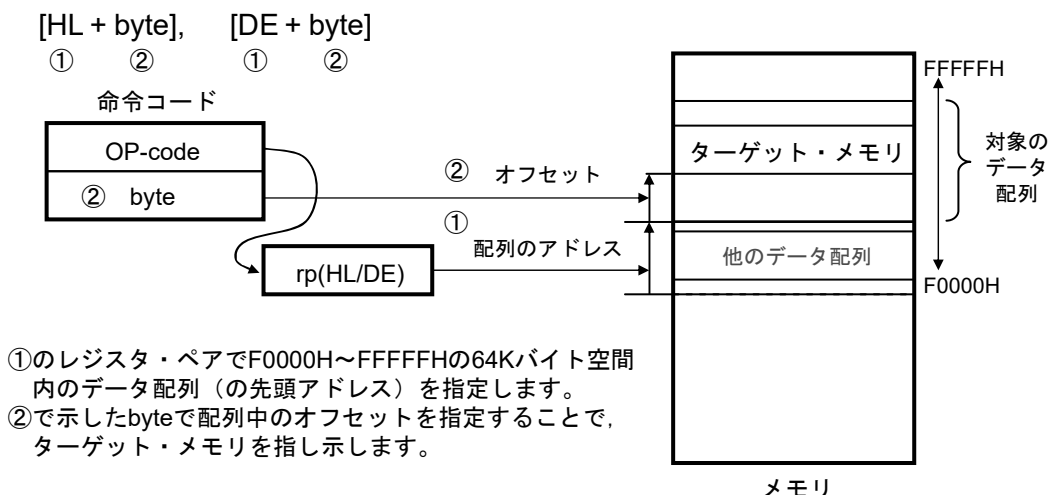 [HL + byte], [DE + byte]
① ② ① ②
命令コード
OP-code
② byte
② オフセット
①
配列のアドレス
rp(HL/DE)
FFFFFH
ターゲット・メモリ
対象の
データ
配列
他のデータ配列
F0000H
メモリ
①のレジスタ・ペアでF0000H～FFFFFHの64Kバイト空間
内のデータ配列（の先頭アドレス）を指定します。
②で示したbyteで配列中のオフセットを指定することで,
ターゲット・メモリを指し示します。